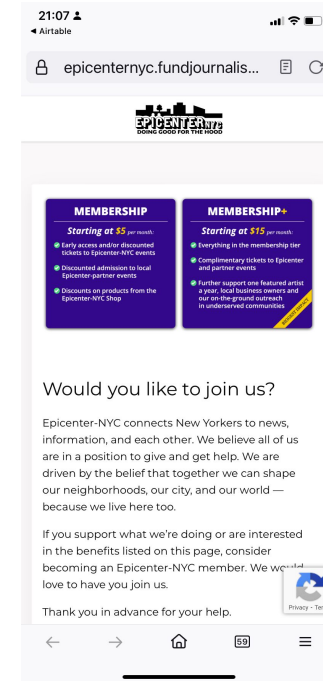 21:07
◀ Airtable
epicenternyc.fundjournalis...
EPICENTERNYC
DOING GOOD FOR THE HOOD
MEMBERSHIP
Starting at $5 per month:
Early access and/or discounted
tickets to Epicenter-NYC events
Discounted admission to local
Epicenter-partner events
Discounts on products from the
Epicenter-NYC Shop
MEMBERSHIP+
Starting at $15 per month:
Everything in the membership tier
Complimentary tickets to Epicenter
and partner events
Further support one featured artist
a year, local business owners and
our on-the-ground outreach
in underserved communities
Would you like to join us?
Epicenter-NYC connects New Yorkers to news,
information, and each other. We believe all of us
are in a position to give and get help. We are
driven by the belief that together we can shape
our neighborhoods, our city, and our world —
because we live here too.
If you support what we're doing or are interested
in the benefits listed on this page, consider
becoming an Epicenter-NYC member. We would
love to have you join us.
Thank you in advance for your help.
Privacy - Ter
59